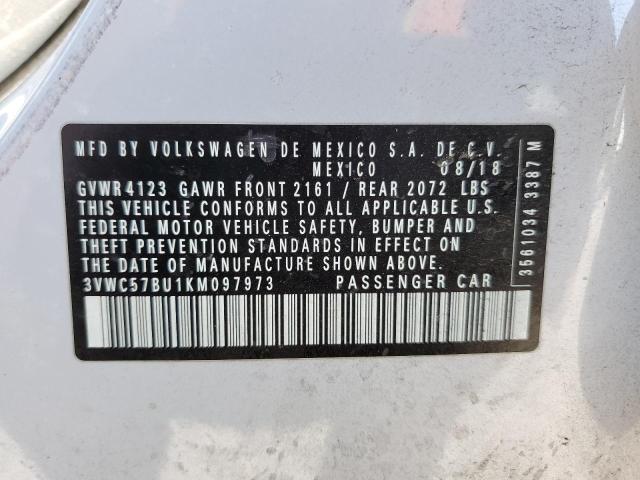 MFD BY VOLKSWAGEN DE MEXICO S.A. DE C.V.
MEXICO 08/18
GVWR4123 GAWR FRONT 2161 / REAR 2072 LBS
THIS VEHICLE CONFORMS TO ALL APPLICABLE U.S.
FEDERAL MOTOR VEHICLE SAFETY, BUMPER AND
THEFT PREVENTION STANDARDS IN EFFECT ON
THE DATE OF MANUFACTURE SHOWN ABOVE.
3VWC57BU1KM097973 PASSENGER CAR
3561034 3387 M